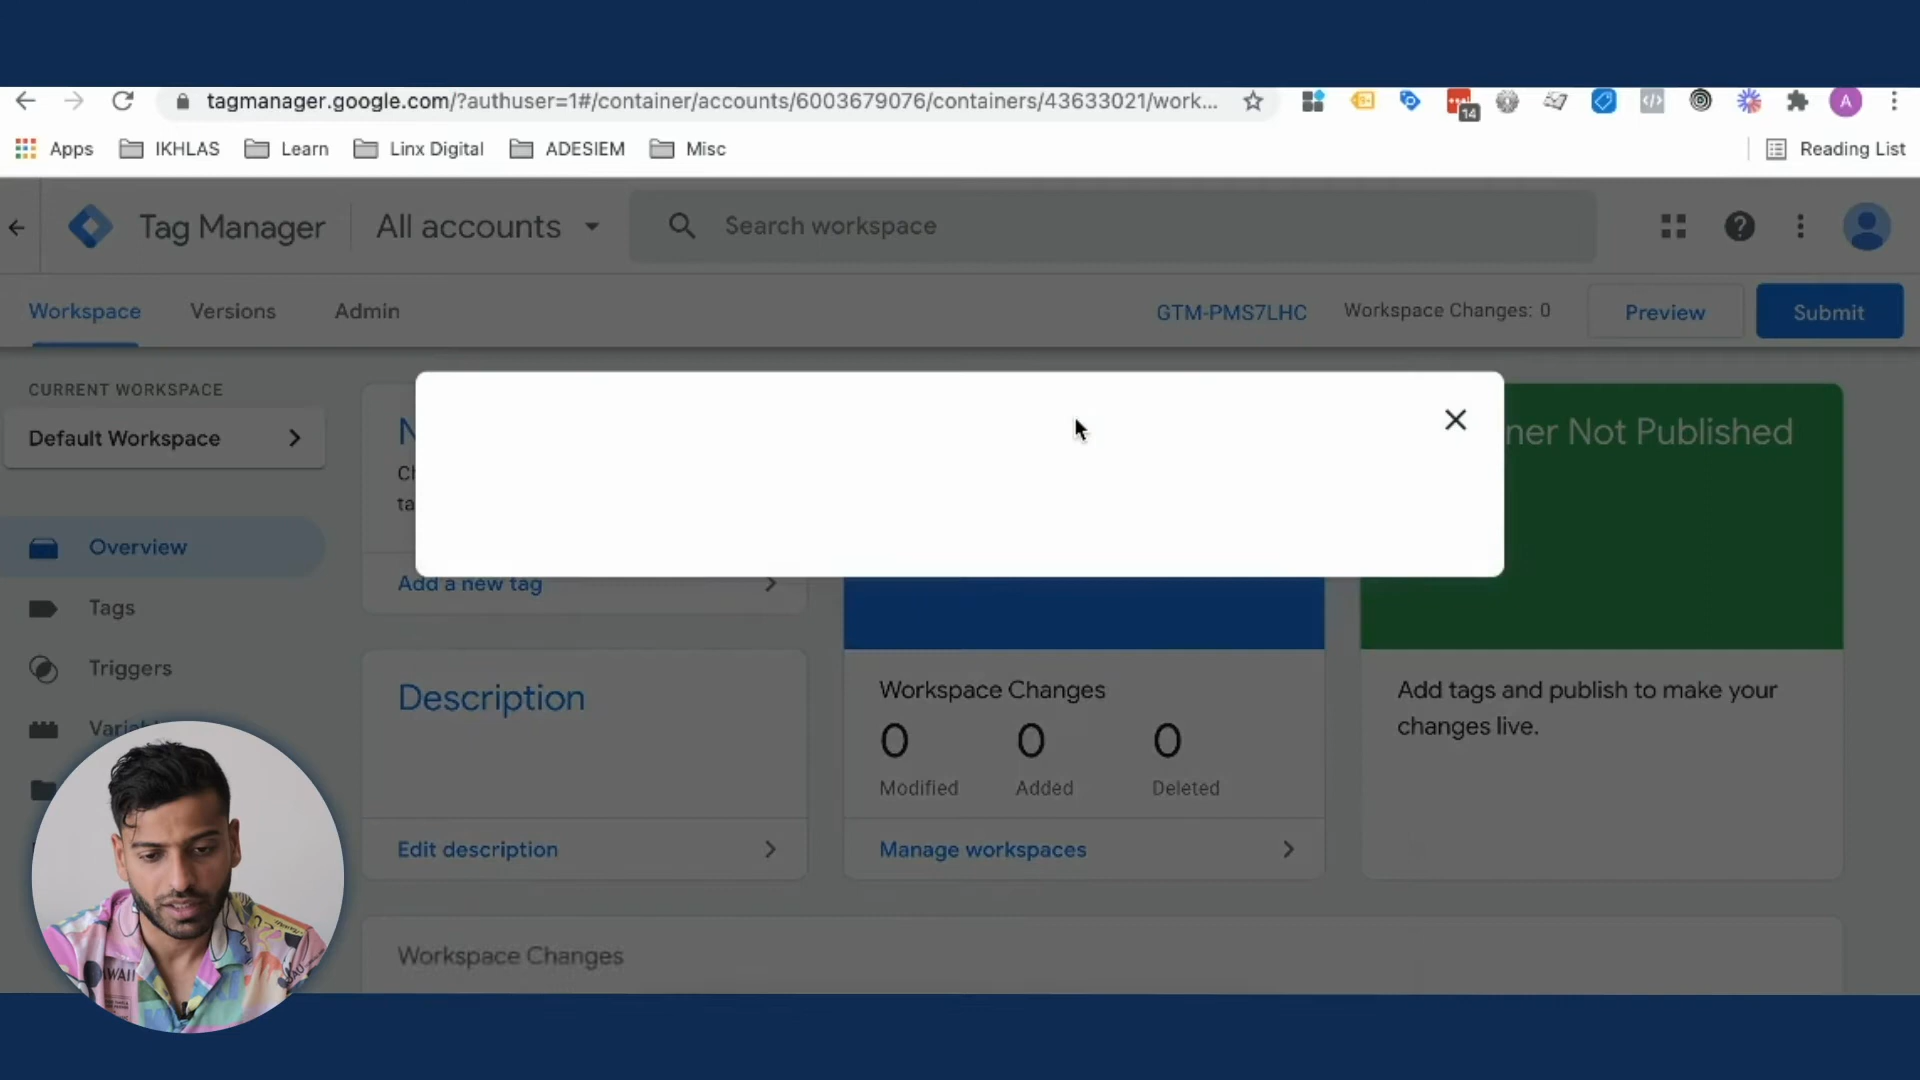 tagmanager.google.com/?authuser=1#/container/accounts/6003679076/containers/43633021/work...
14
A
Apps
IKHLAS
Learn
Linx Digital
ADESIEM
Misc
Reading List
Tag Manager
All accounts
Search workspace
Workspace
Versions
Admin
GTM-PMS7LHC
Workspace Changes: 0
Preview
Submit
CURRENT WORKSPACE
Default Workspace
ner Not Published
Overview
Add a new tag
Tags
Triggers
Description
Workspace Changes
0
0
0
Modified
Added
Deleted
Add tags and publish to make your
changes live.
Edit description
Manage workspaces
Workspace Changes